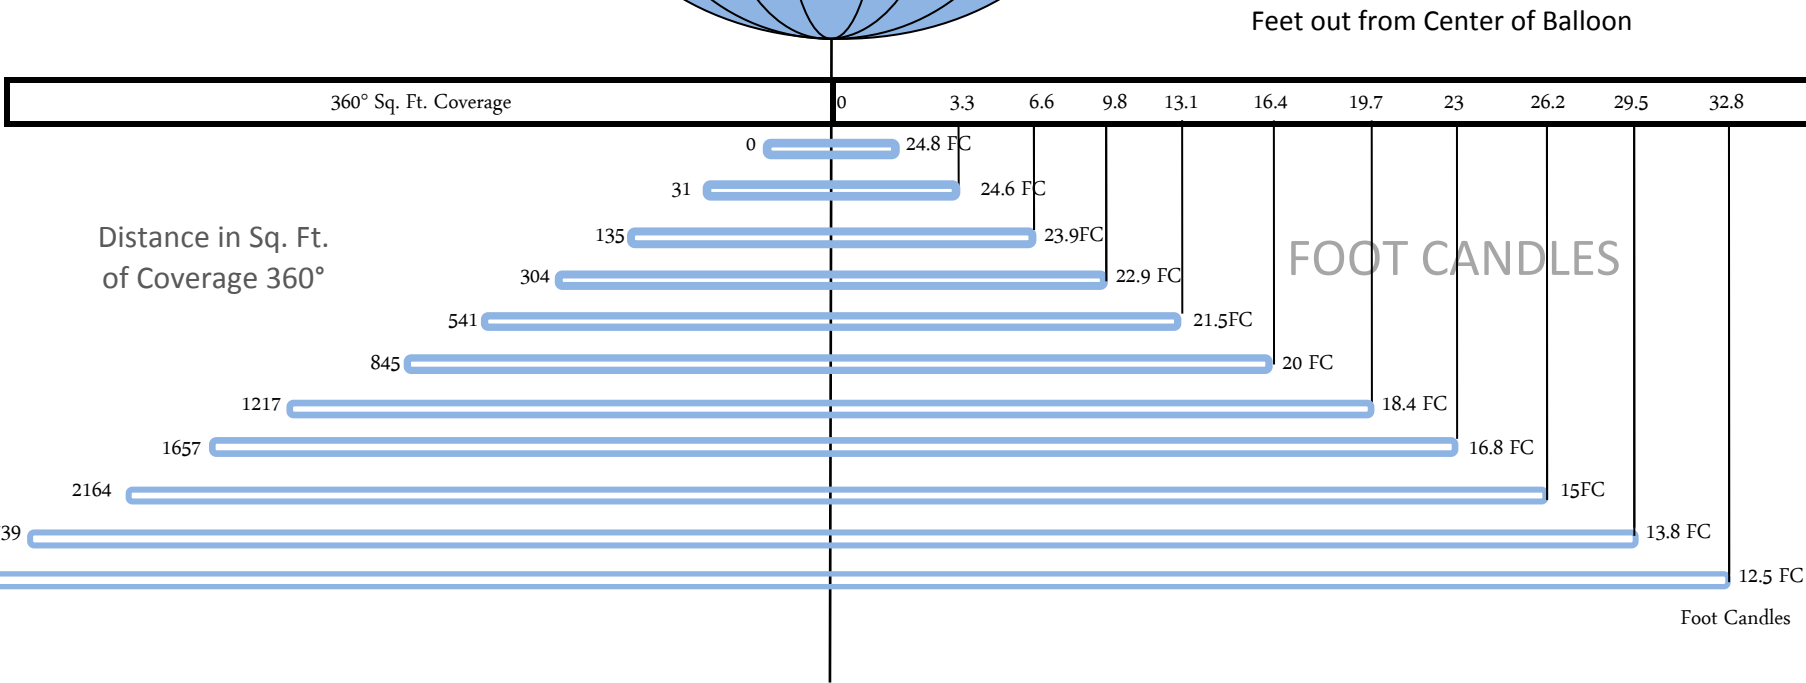 Feet out from Center of Balloon
360° Sq. Ft. Coverage 0 3.3 6.6 9.8 13.1 16.4 19.7 23 26.2 29.5 32.8
0 24.8 FC
31 24.6 FC
135 23.9FC
Distance in Sq. Ft.
of Coverage 360°
FOOT CANDLES
304 22.9 FC
541 21.5FC
845 20 FC
1217 18.4 FC
1657 16.8 FC
2164 15FC
39 13.8 FC
12.5 FC
Foot Candles